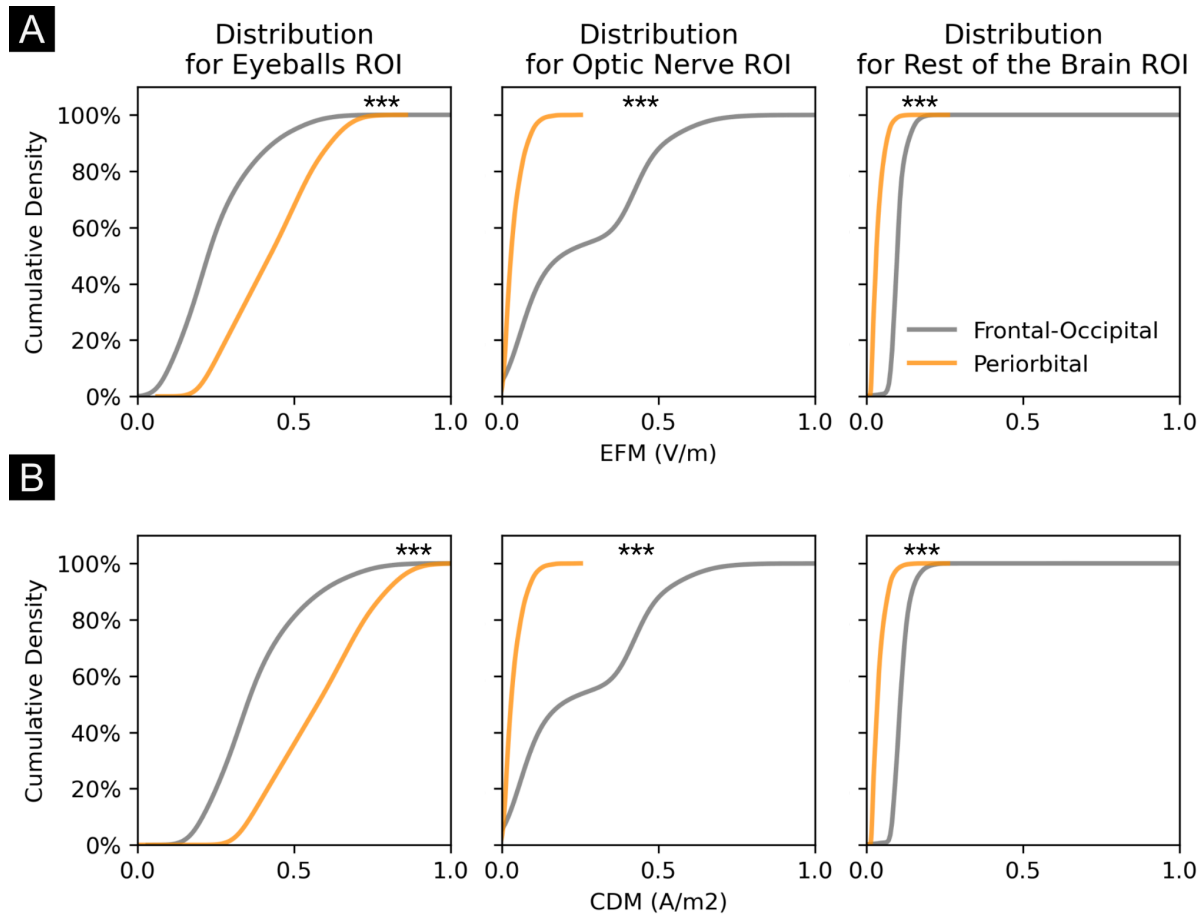 A
Distribution
for Eyeballs ROI
Distribution
for Optic Nerve ROI
Distribution
for Rest of the Brain ROI
Cumulative Density
100%
80%
60%
40%
20%
0%
***
***
***
Frontal-Occipital
Periorbital
0.0 0.5 1.0
0.0 0.5 1.0
0.0 0.5 1.0
EFM (V/m)
B
Cumulative Density
100%
80%
60%
40%
20%
0%
***
***
***
0.0 0.5 1.0
0.0 0.5 1.0
0.0 0.5 1.0
CDM (A/m2)